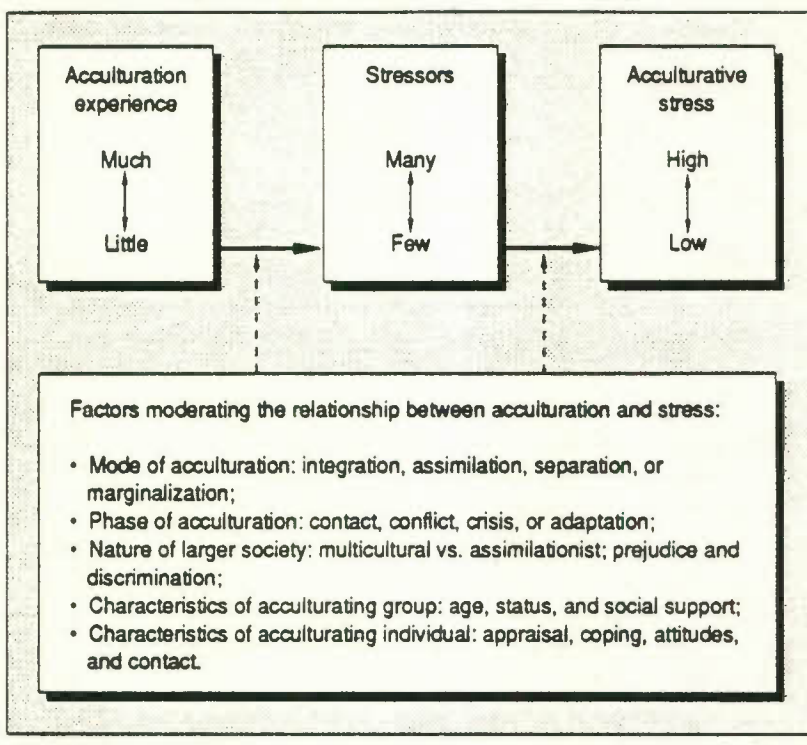 Acculturation
experience
Much
Little
Stressors
Many
Few
Acculturative
stress
High
Low
Factors moderating the relationship between acculturation and stress:
• Mode of acculturation: integration, assimilation, separation, or
marginalization;
• Phase of acculturation: contact, conflict, crisis, or adaptation;
• Nature of larger society: multicultural vs. assimilationist; prejudice and
discrimination;
• Characteristics of acculturating group: age, status, and social support;
• Characteristics of acculturating individual: appraisal, coping, attitudes,
and contact.